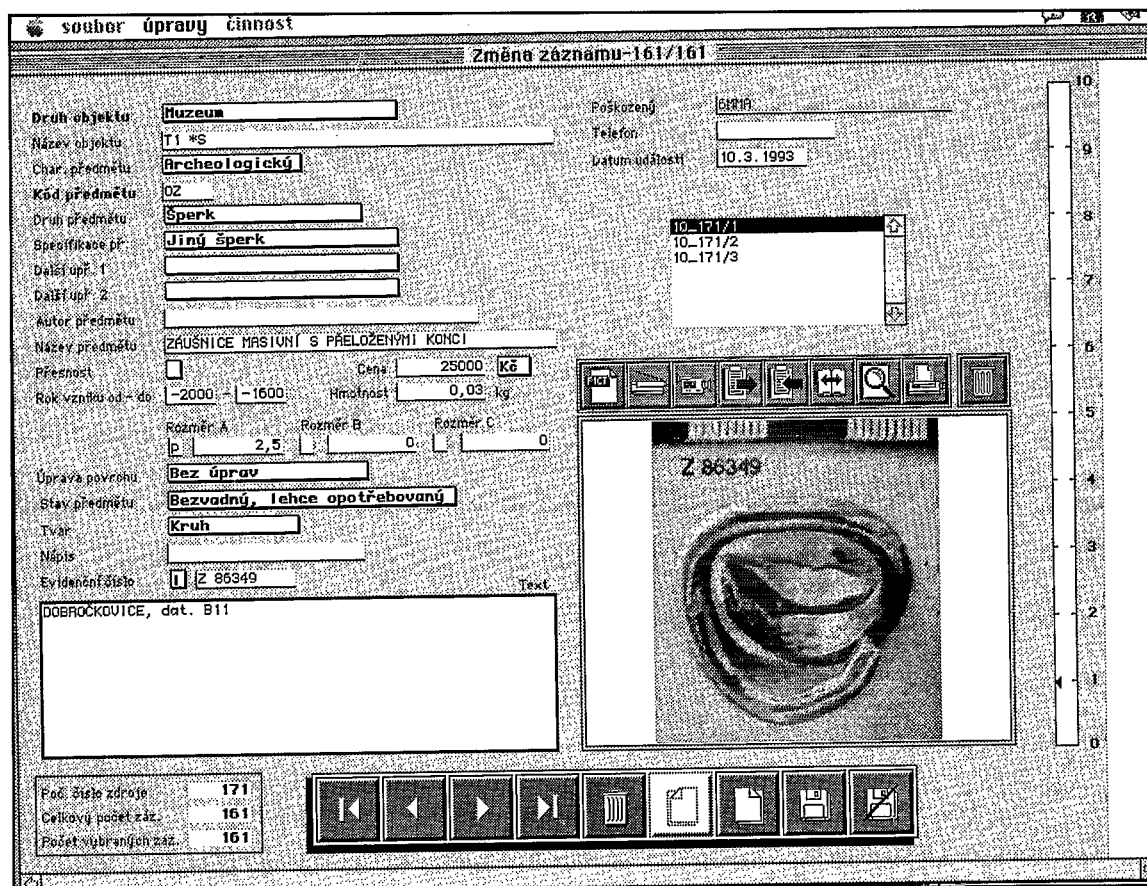 soubor úpravy činnost
Změna záznamu-161/161
Druh objektu Muzeum
Název objektu T1 *S
Char. předmětu Archeologický
Kód předmětu OZ
Druh předmětu Šperk
Specifikace př. Jiný šperk
Další upř. 1
Další upř. 2
Autor předmětu
Název předmětu ZÁUŠNICE MASIVNÍ S PŘELOŽENÝMI KONCI
Přesnost Cena 25000 Kč
Rok vzniku od - do -2000 - -1600 Hmotnost 0,03 kg
Rozměr A Rozměr B Rozměr C
p 2,5 0 0
Úprava povrchu Bez úprav
Stav předmětu Bezvadný, lehce opotřebovaný
Tvar Kruh
Nápis
Evidenční číslo I Z 86349 Text
DOBROČKOVICE, dat. B11
Poškozený
Telefon
Datum události 10.3.1993
10_171/1
10_171/2
10_171/3
PICT
Z 86349
10
9
8
7
6
5
4
3
2
1
0
Poč. číslo zdroje 171
Celkový počet záz. 161
Počet vybraných záz. 161